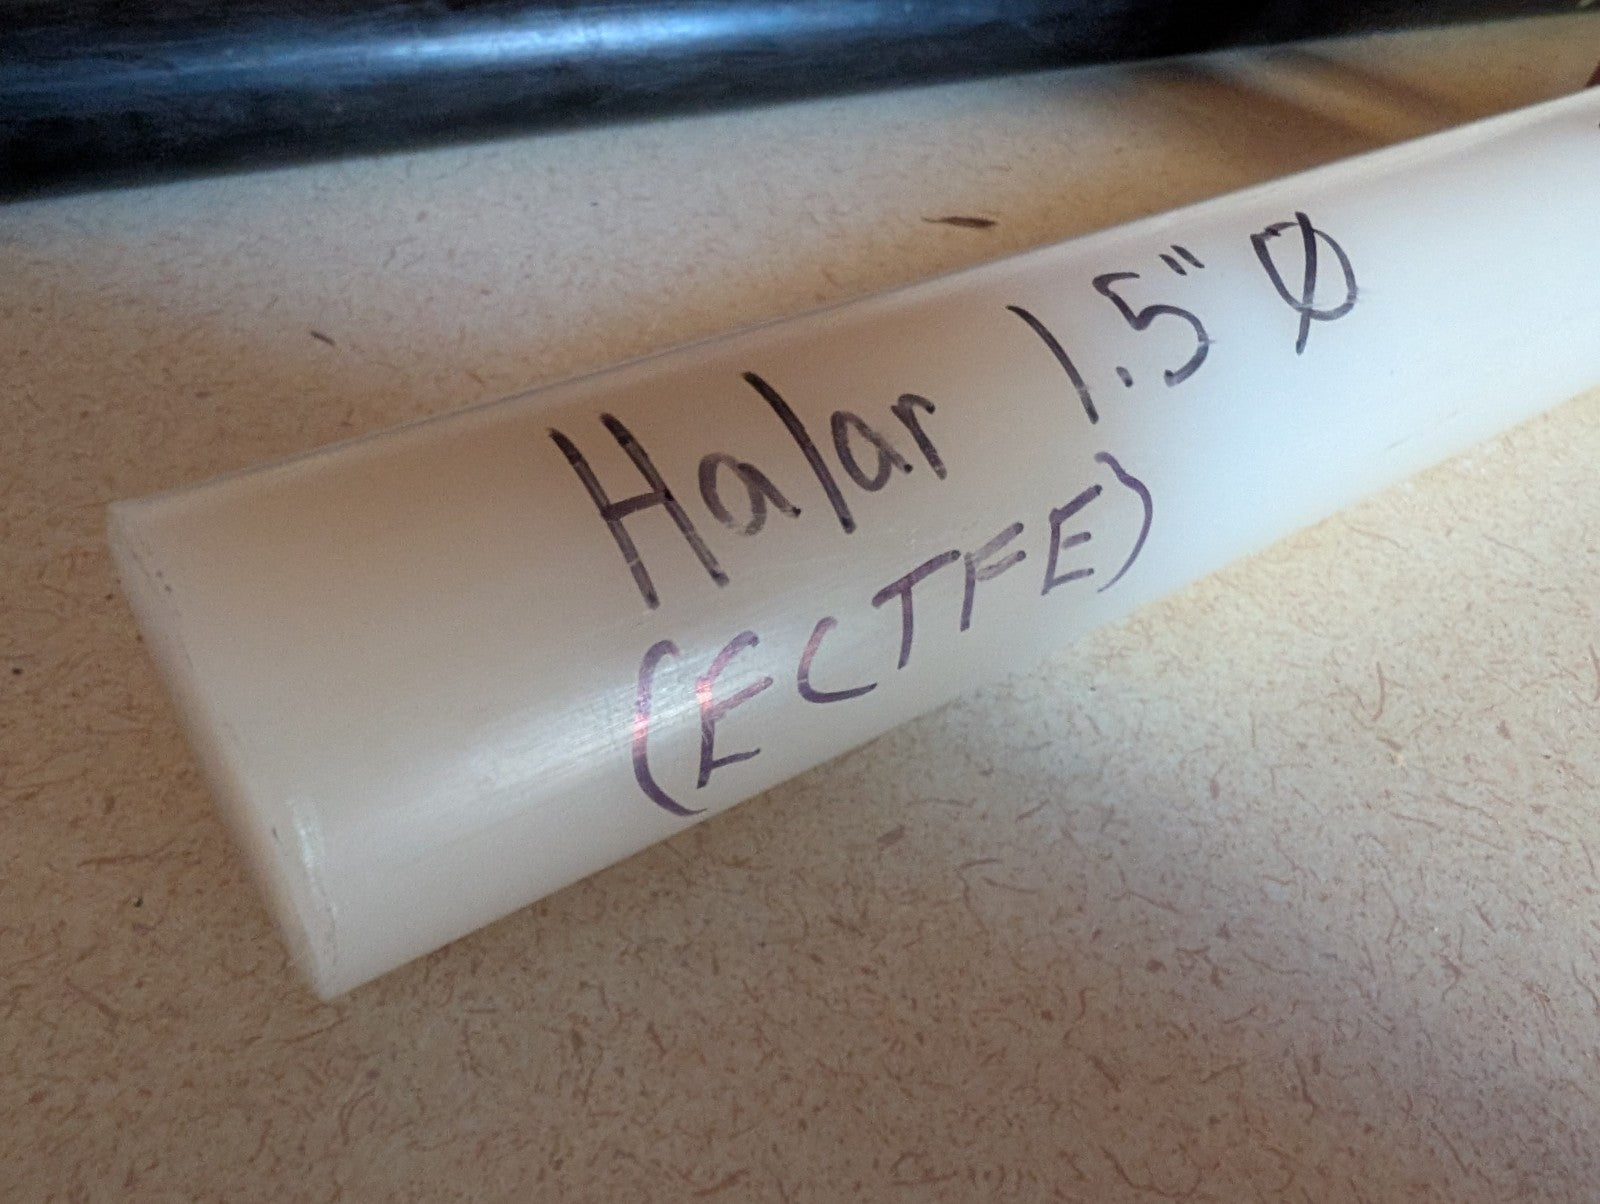 Halar 1.5" Ø
(ECTFE)